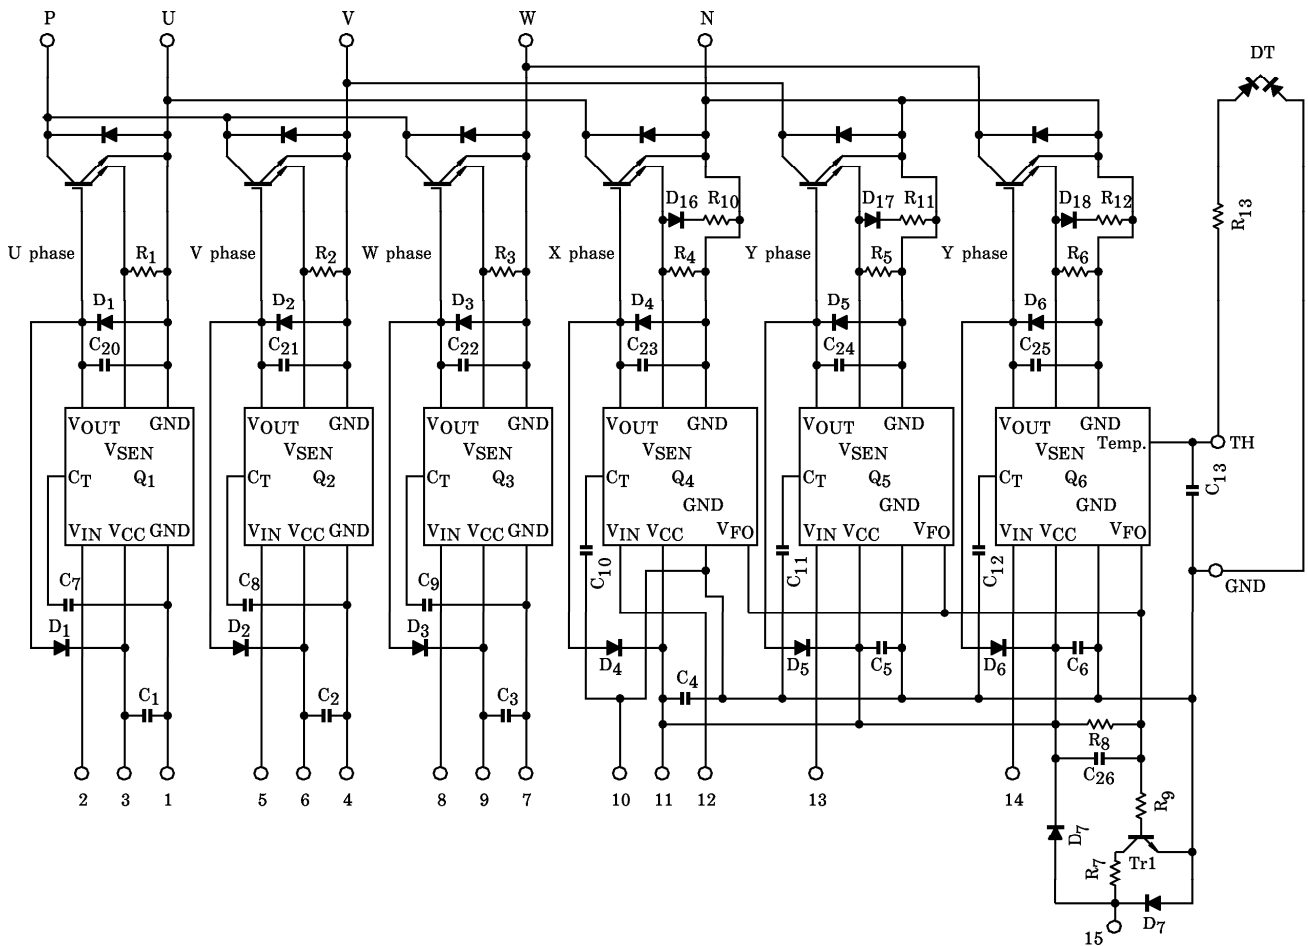 P U V W N
DT
D16 R10 D17 R11 D18 R12
R13
U phase R1 V phase R2 W phase R3 X phase R4 Y phase R5 Y phase R6
D1 D2 D3 D4 D5 D6
C20 C21 C22 C23 C24 C25
VOUT GND VOUT GND VOUT GND VOUT GND VOUT GND VOUT GND
VSEN VSEN VSEN VSEN VSEN VSEN Temp. TH
CT Q1 CT Q2 CT Q3 CT Q4 CT Q5 CT Q6 C13
GND GND GND
VIN VCC GND VIN VCC GND VIN VCC GND VIN VCC VFO VIN VCC VFO VIN VCC VFO
C7 C8 C9 C10 C11 C12 GND
D1 D2 D3 D4 D5 C5 D6 C6
C1 C2 C3 C4
R8
C26
2 3 1 5 6 4 8 9 7 10 11 12 13 14
R9
D7
R7 Tr1
D7
15